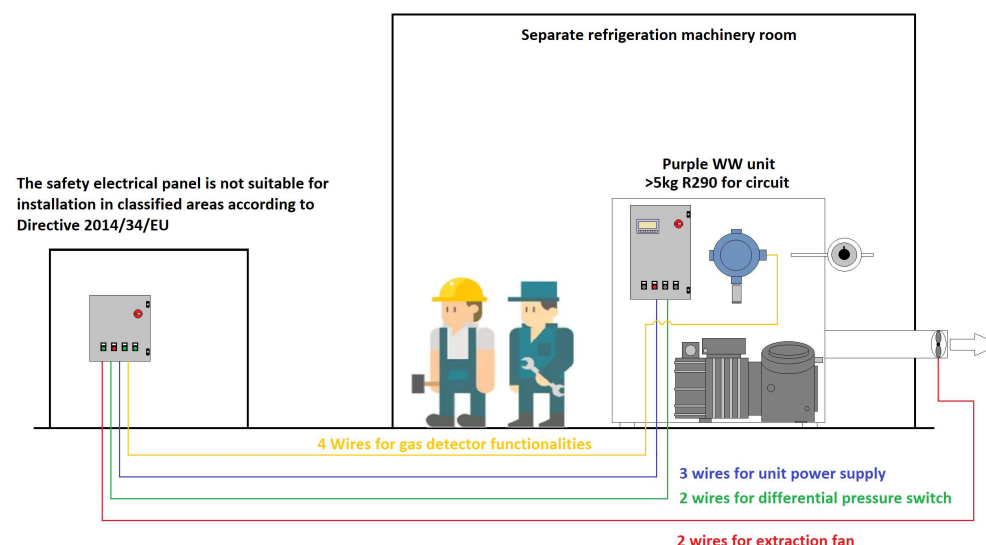 Separate refrigeration machinery room
Purple WW unit
>5kg R290 for circuit
The safety electrical panel is not suitable for
installation in classified areas according to
Directive 2014/34/EU
4 Wires for gas detector functionalities
3 wires for unit power supply
2 wires for differential pressure switch
2 wires for extraction fan